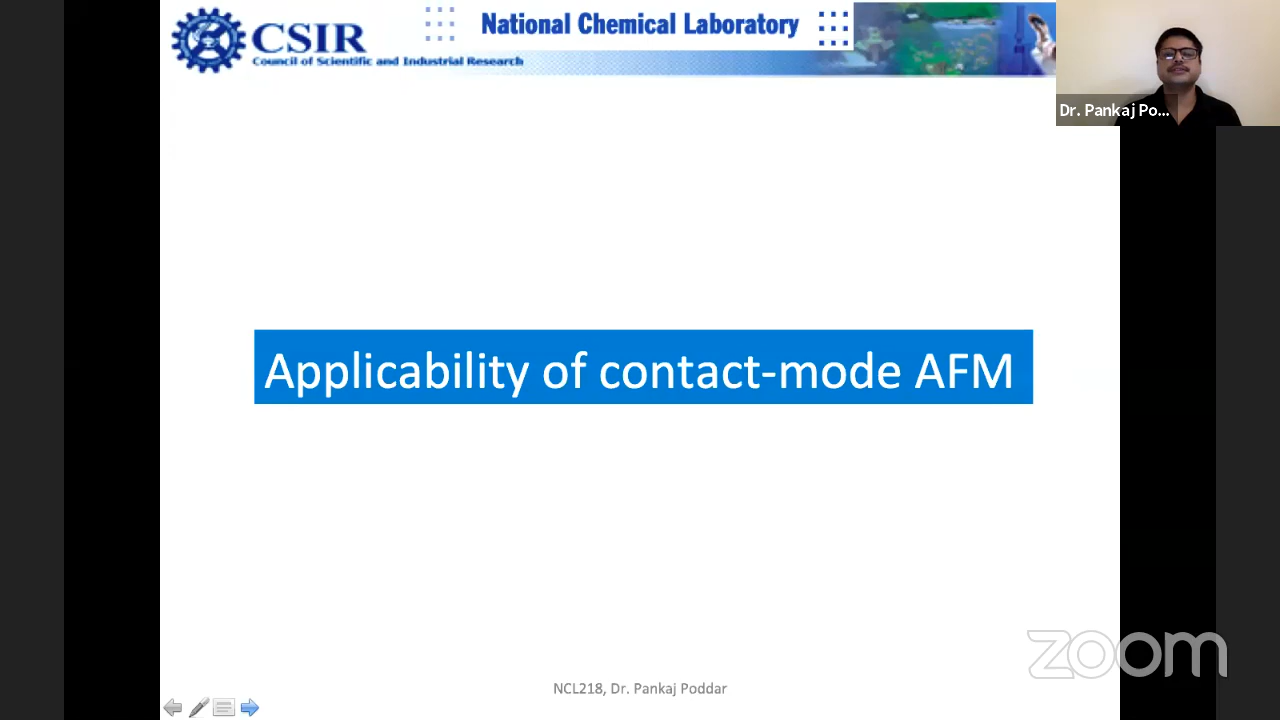 CSIR
Council of Scientific and Industrial Research
National Chemical Laboratory
Dr. Pankaj Po...
Applicability of contact-mode AFM
zoom
NCL218, Dr. Pankaj Poddar